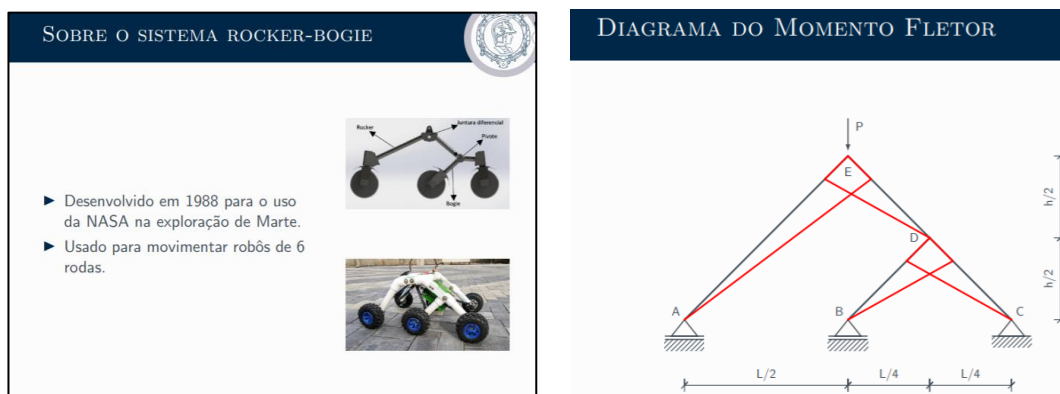 SOBRE O SISTEMA ROCKER-BOGIE
Rocker
Juntura diferencial
Pivote
Bogie
▶ Desenvolvido em 1988 para o uso
da NASA na exploração de Marte.
▶ Usado para movimentar robôs de 6
rodas.
DIAGRAMA DO MOMENTO FLETOR
P
E
D
A
B
C
h/2
h/2
L/2
L/4
L/4